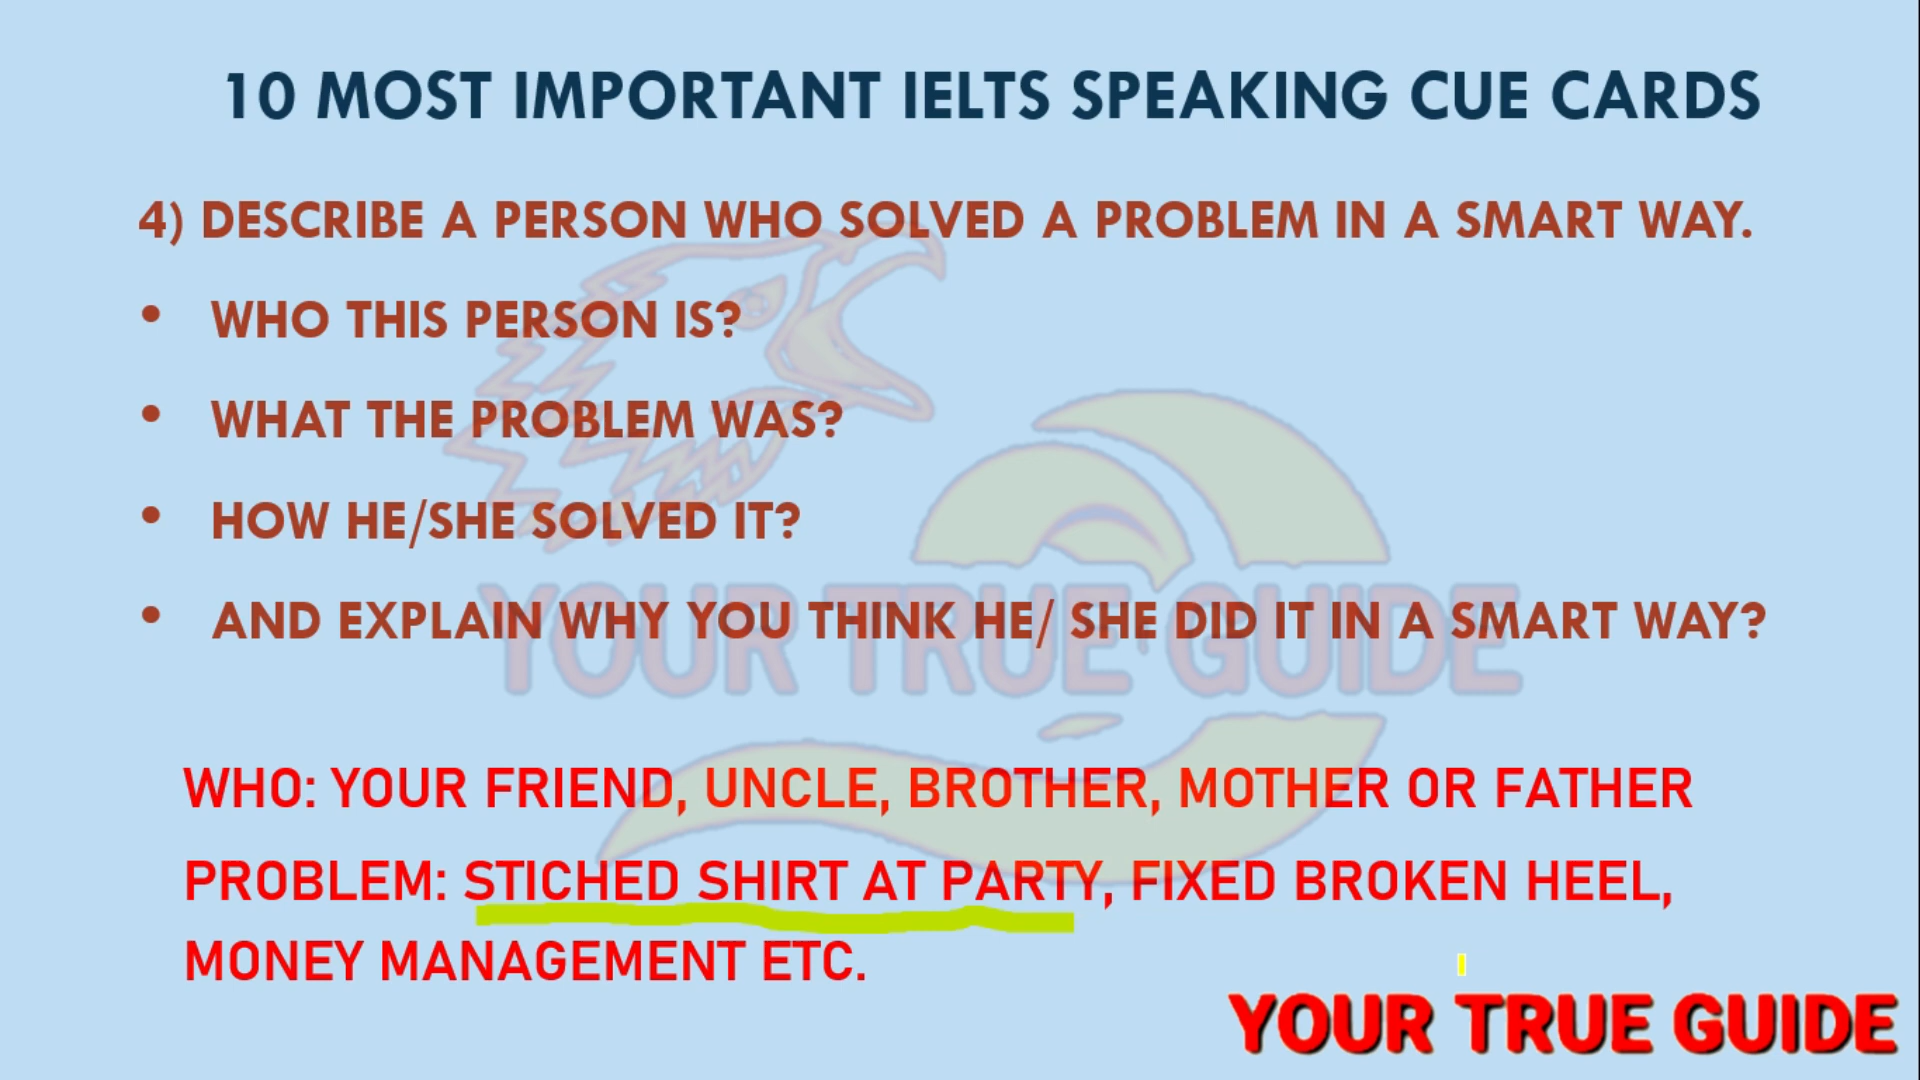 10 MOST IMPORTANT IELTS SPEAKING CUE CARDS
4) DESCRIBE A PERSON WHO SOLVED A PROBLEM IN A SMART WAY.
• WHO THIS PERSON IS?
• WHAT THE PROBLEM WAS?
• HOW HE/SHE SOLVED IT?
• AND EXPLAIN WHY YOU THINK HE/ SHE DID IT IN A SMART WAY?
YOUR TRUE GUIDE
WHO: YOUR FRIEND, UNCLE, BROTHER, MOTHER OR FATHER
PROBLEM: STICHED SHIRT AT PARTY, FIXED BROKEN HEEL,
MONEY MANAGEMENT ETC.
YOUR TRUE GUIDE